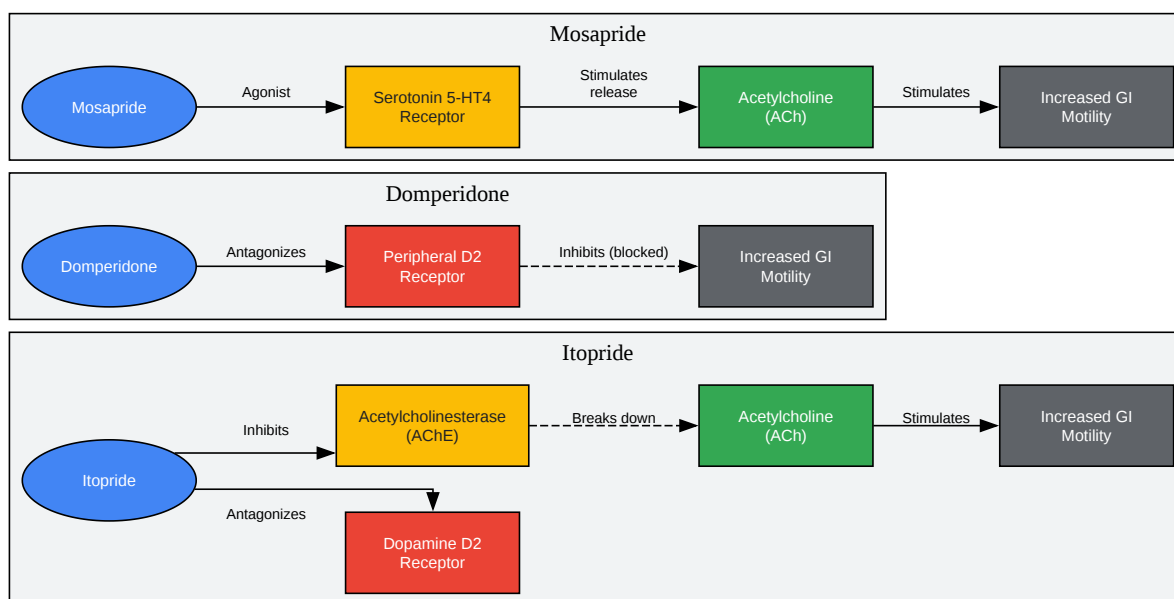 Mosapride
Mosapride
Agonist
Serotonin 5-HT4
Receptor
Stimulates
release
Acetylcholine
(ACh)
Stimulates
Increased GI
Motility
Domperidone
Domperidone
Antagonizes
Peripheral D2
Receptor
Inhibits (blocked)
Increased GI
Motility
Itopride
Itopride
Inhibits
Acetylcholinesterase
(AChE)
Breaks down
Acetylcholine
(ACh)
Stimulates
Increased GI
Motility
Antagonizes
Dopamine D2
Receptor